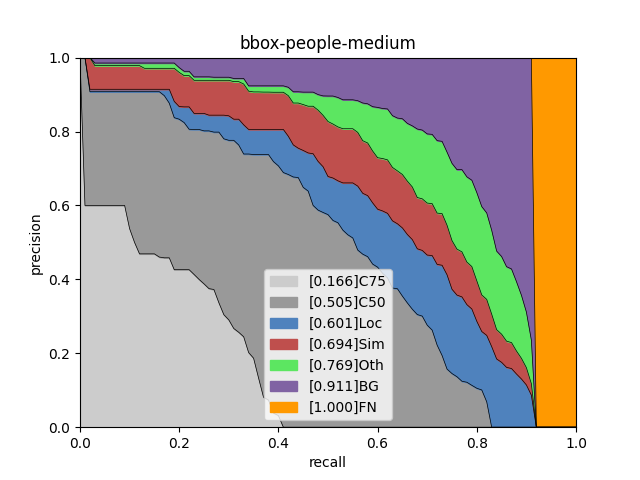 bbox-people-medium
1.0
0.8
0.6
0.4
0.2
0.0
precision
[0.166]C75
[0.505]C50
[0.601]Loc
[0.694]Sim
[0.769]Oth
[0.911]BG
[1.000]FN
0.0 0.2 0.4 0.6 0.8 1.0
recall